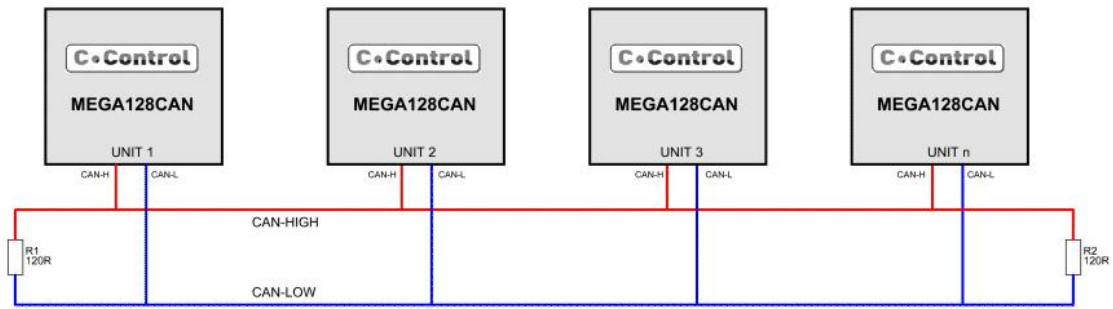 C•Control
MEGA128CAN
UNIT 1
CAN-H
CAN-L
C•Control
MEGA128CAN
UNIT 2
CAN-H
CAN-L
C•Control
MEGA128CAN
UNIT 3
CAN-H
CAN-L
C•Control
MEGA128CAN
UNIT n
CAN-H
CAN-L
CAN-HIGH
R1
120R
R2
120R
CAN-LOW